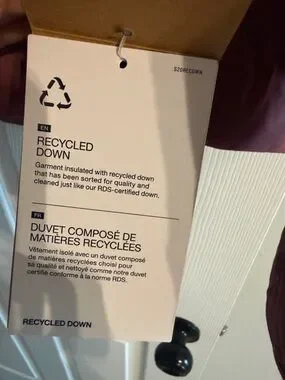 S20RECDWN
EN
RECYCLED
DOWN
Garment insulated with recycled down
that has been sorted for quality and
cleaned just like our RDS-certified down.
FR
DUVET COMPOSÉ DE
MATIÈRES RECYCLÉES
Vêtement isolé avec un duvet composé
de matières recyclées choisi pour
sa qualité et nettoyé comme notre duvet
certifié conforme à la norme RDS.
RECYCLED DOWN